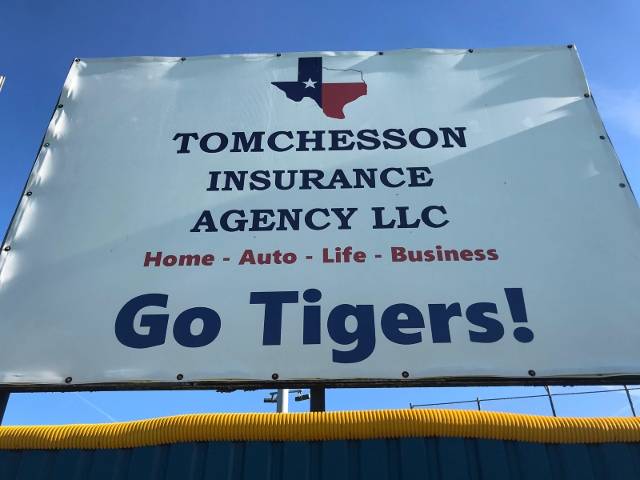 TOMCHESSON
INSURANCE
AGENCY LLC
Home - Auto - Life - Business
Go Tigers!